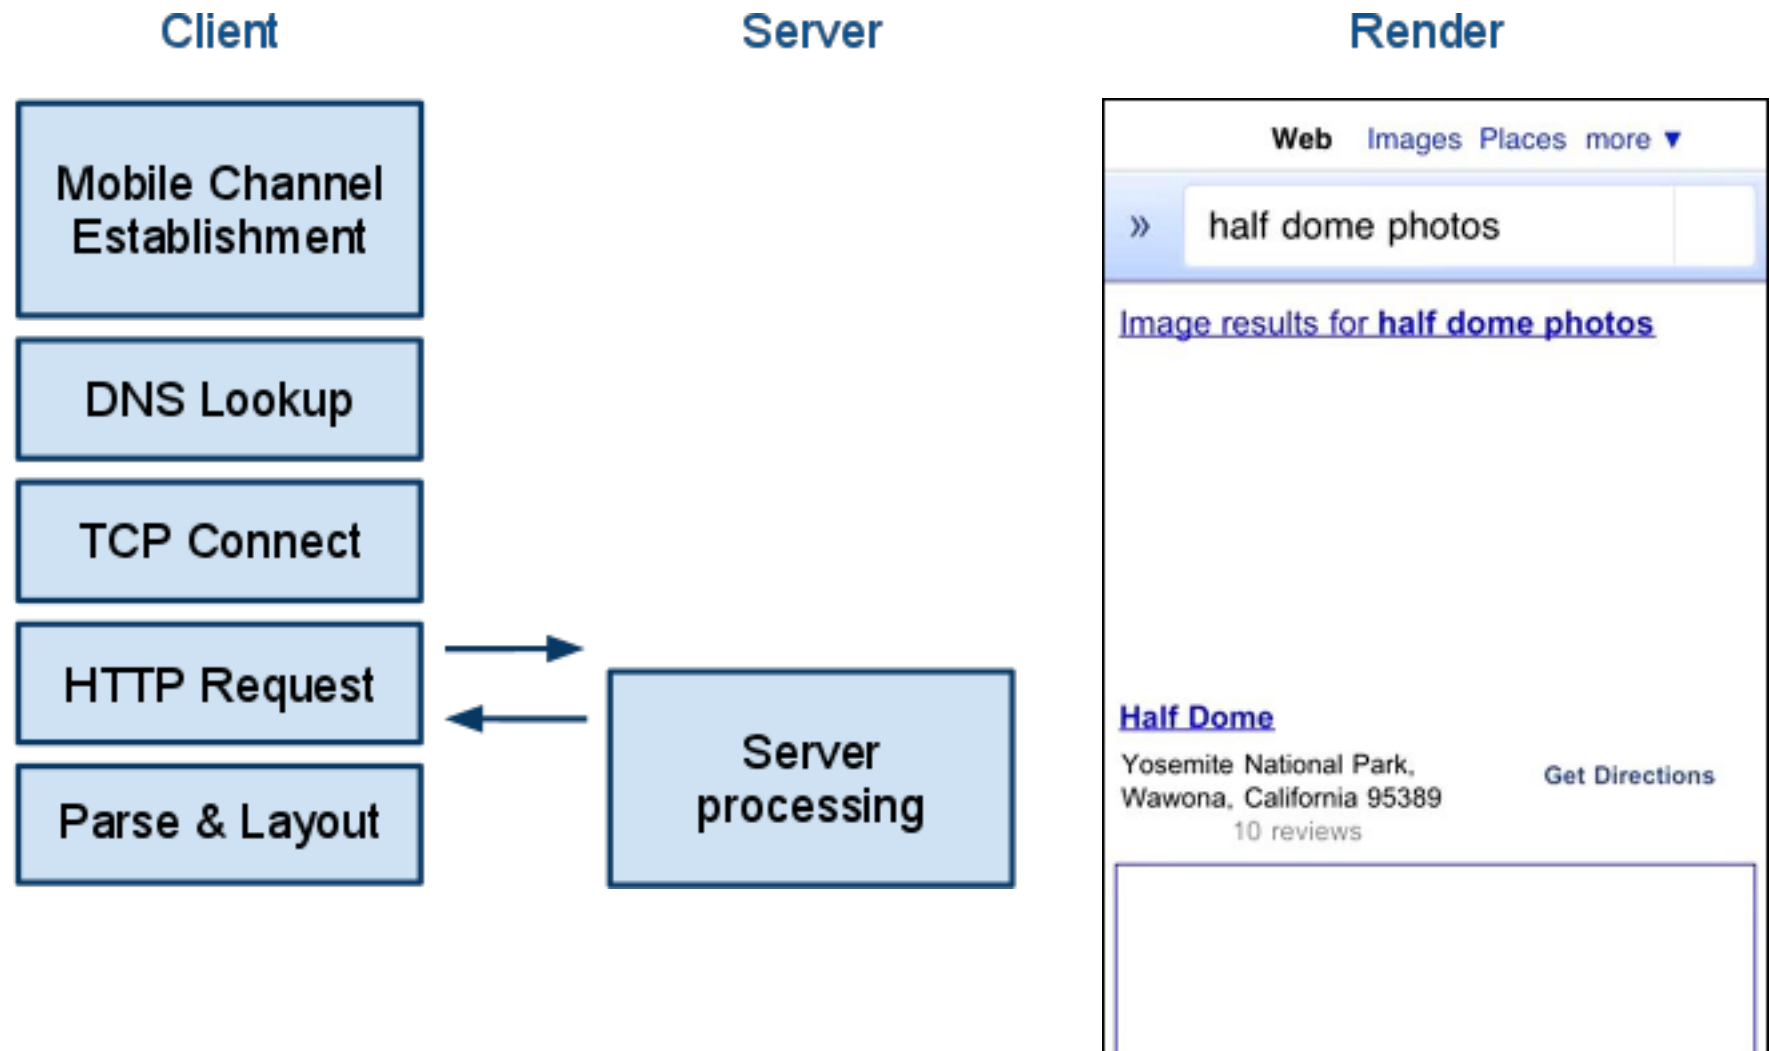 Client
Server
Render
Mobile Channel
Establishment
DNS Lookup
TCP Connect
HTTP Request
Parse & Layout
Server
processing
Web Images Places more ▼
» half dome photos
Image results for half dome photos
Half Dome
Yosemite National Park,
Wawona, California 95389
10 reviews
Get Directions